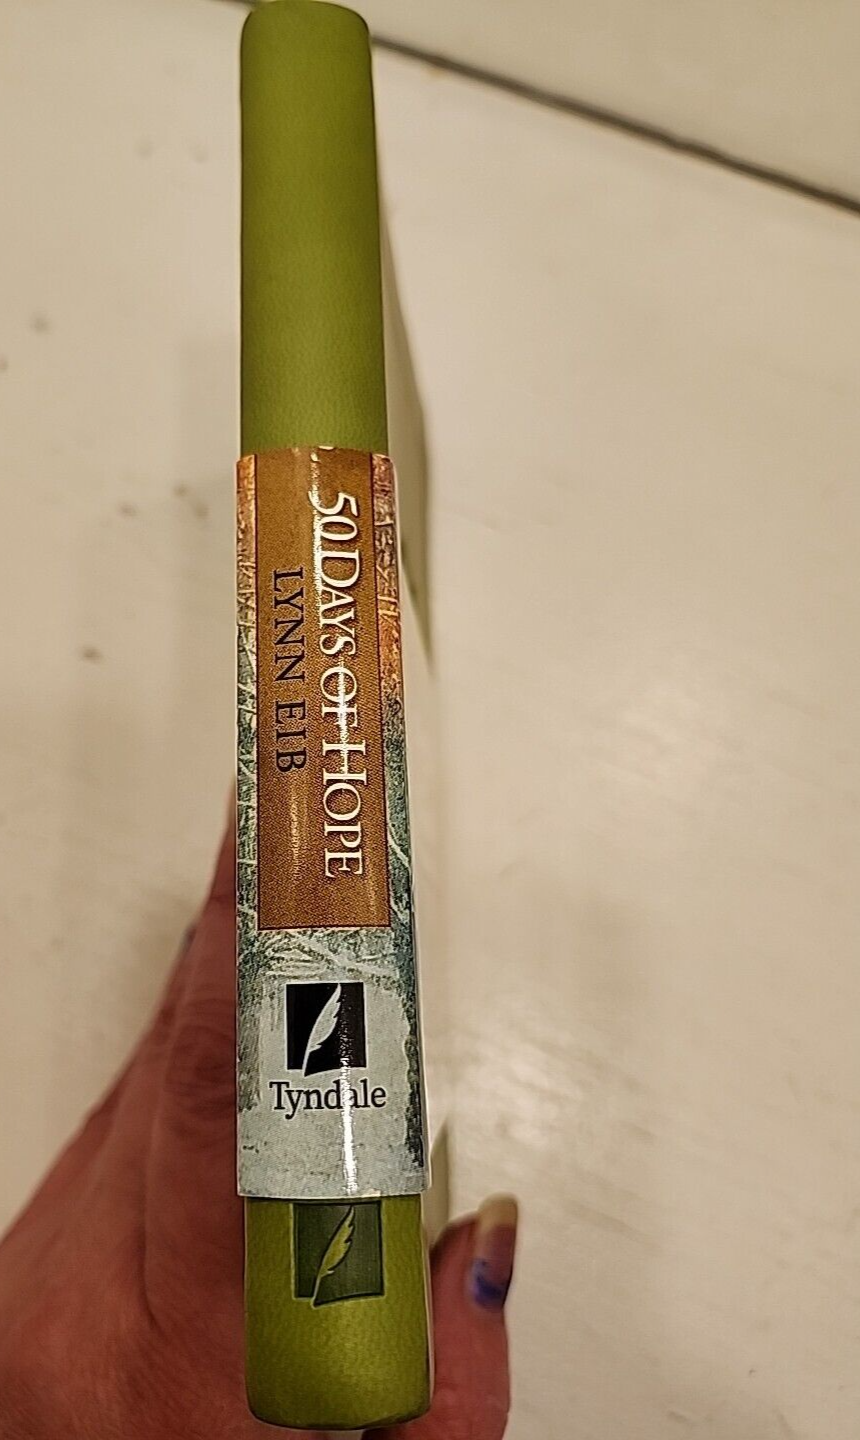 50 DAYS OF HOPE
LYNN EIB
Tyndale